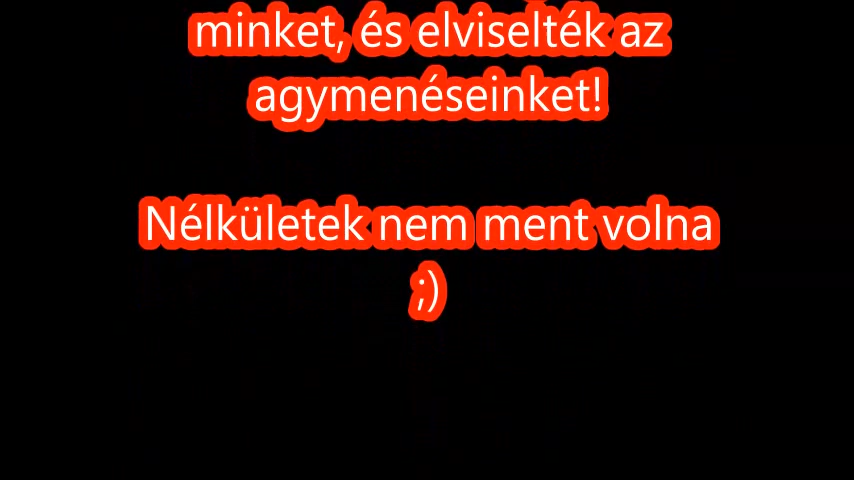 minket, és elviselték az
agymenéseinket!
Nélkületek nem ment volna
;)